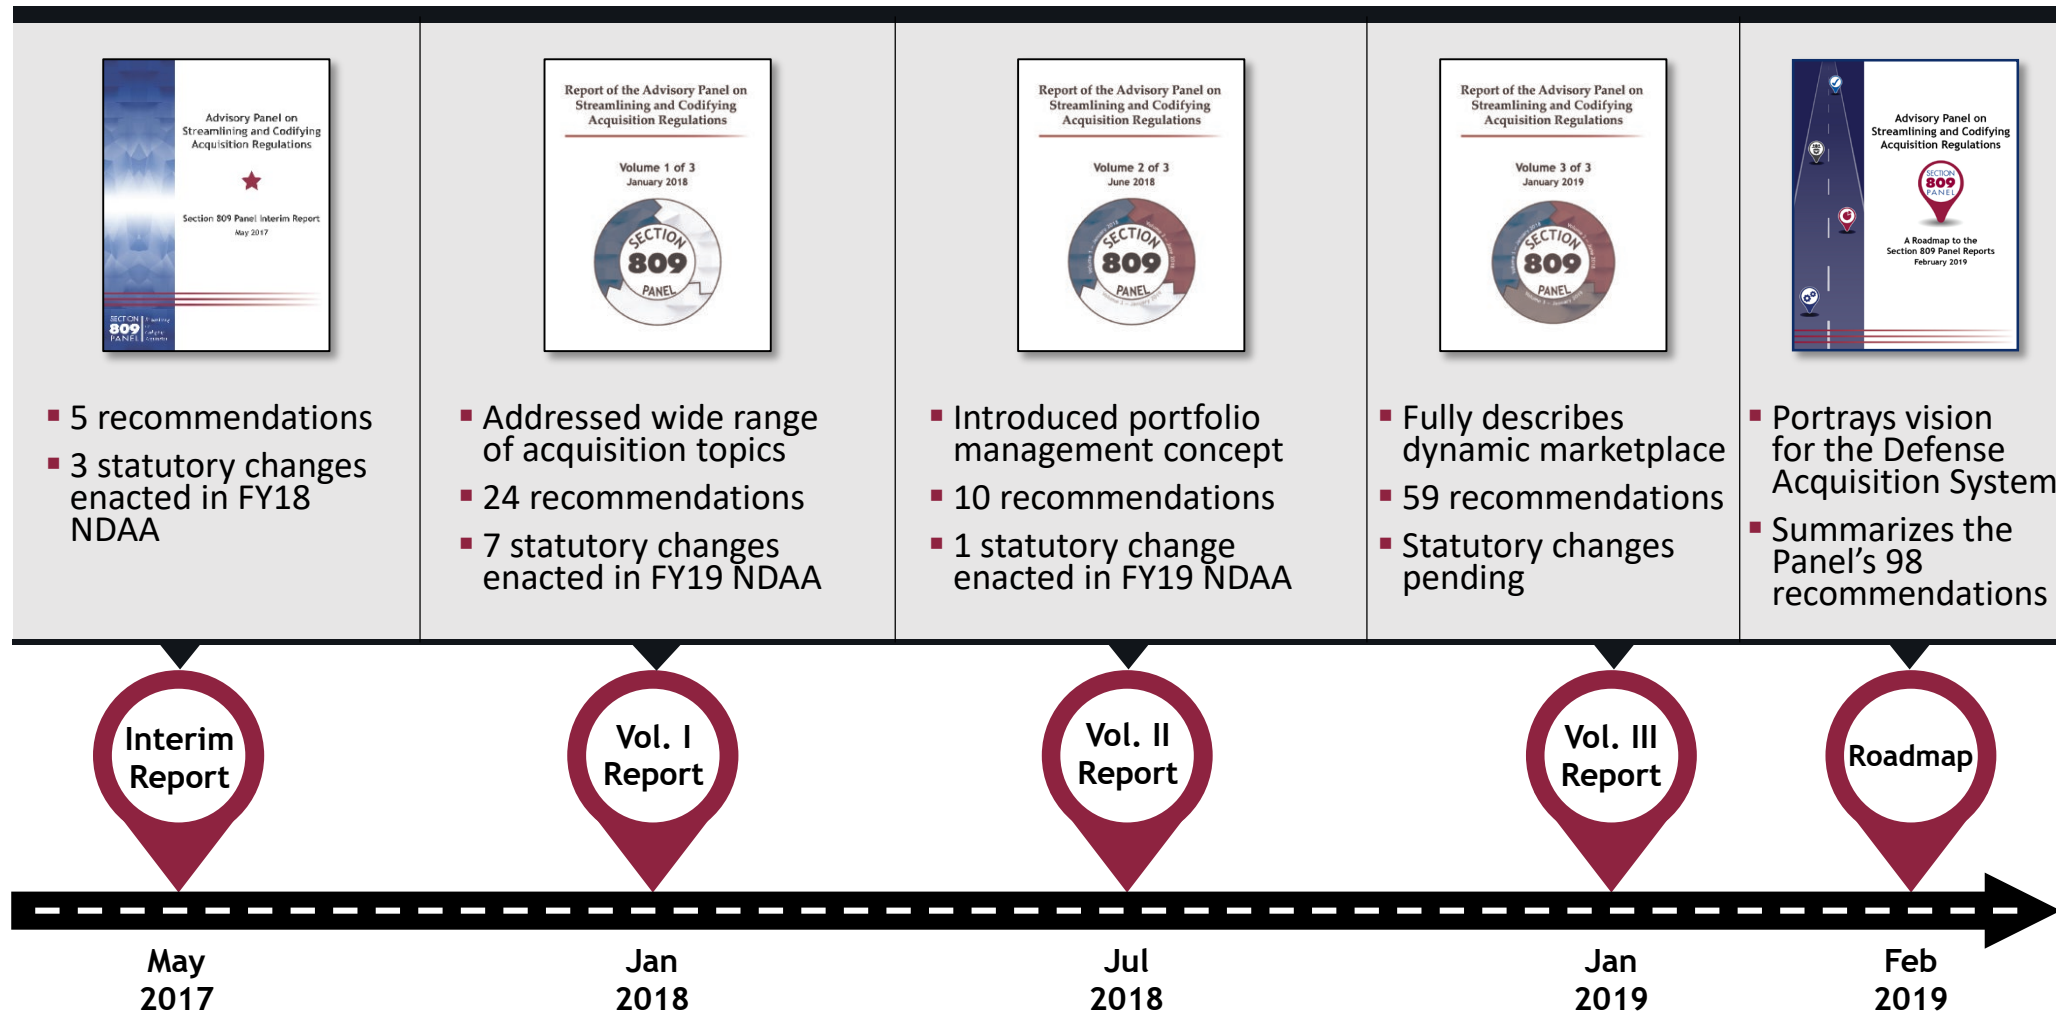 Advisory Panel on
Streamlining and Codifying
Acquisition Regulations
Section 809 Panel Interim Report
May 2017
SECTION
809
PANEL
Report of the Advisory Panel on
Streamlining and Codifying
Acquisition Regulations
Volume 1 of 3
January 2018
SECTION
809
PANEL
Report of the Advisory Panel on
Streamlining and Codifying
Acquisition Regulations
Volume 2 of 3
June 2018
SECTION
809
PANEL
Report of the Advisory Panel on
Streamlining and Codifying
Acquisition Regulations
Volume 3 of 3
January 2019
SECTION
809
PANEL
Advisory Panel on
Streamlining and Codifying
Acquisition Regulations
SECTION
809
PANEL
A Roadmap to the
Section 809 Panel Reports
February 2019
5 recommendations
3 statutory changes
enacted in FY18
NDAA
Addressed wide range
of acquisition topics
24 recommendations
7 statutory changes
enacted in FY19 NDAA
Introduced portfolio
management concept
10 recommendations
1 statutory change
enacted in FY19 NDAA
Fully describes
dynamic marketplace
59 recommendations
Statutory changes
pending
Portrays vision
for the Defense
Acquisition System
Summarizes the
Panel’s 98
recommendations
Interim
Report
Vol. I
Report
Vol. II
Report
Vol. III
Report
Roadmap
May
2017
Jan
2018
Jul
2018
Jan
2019
Feb
2019